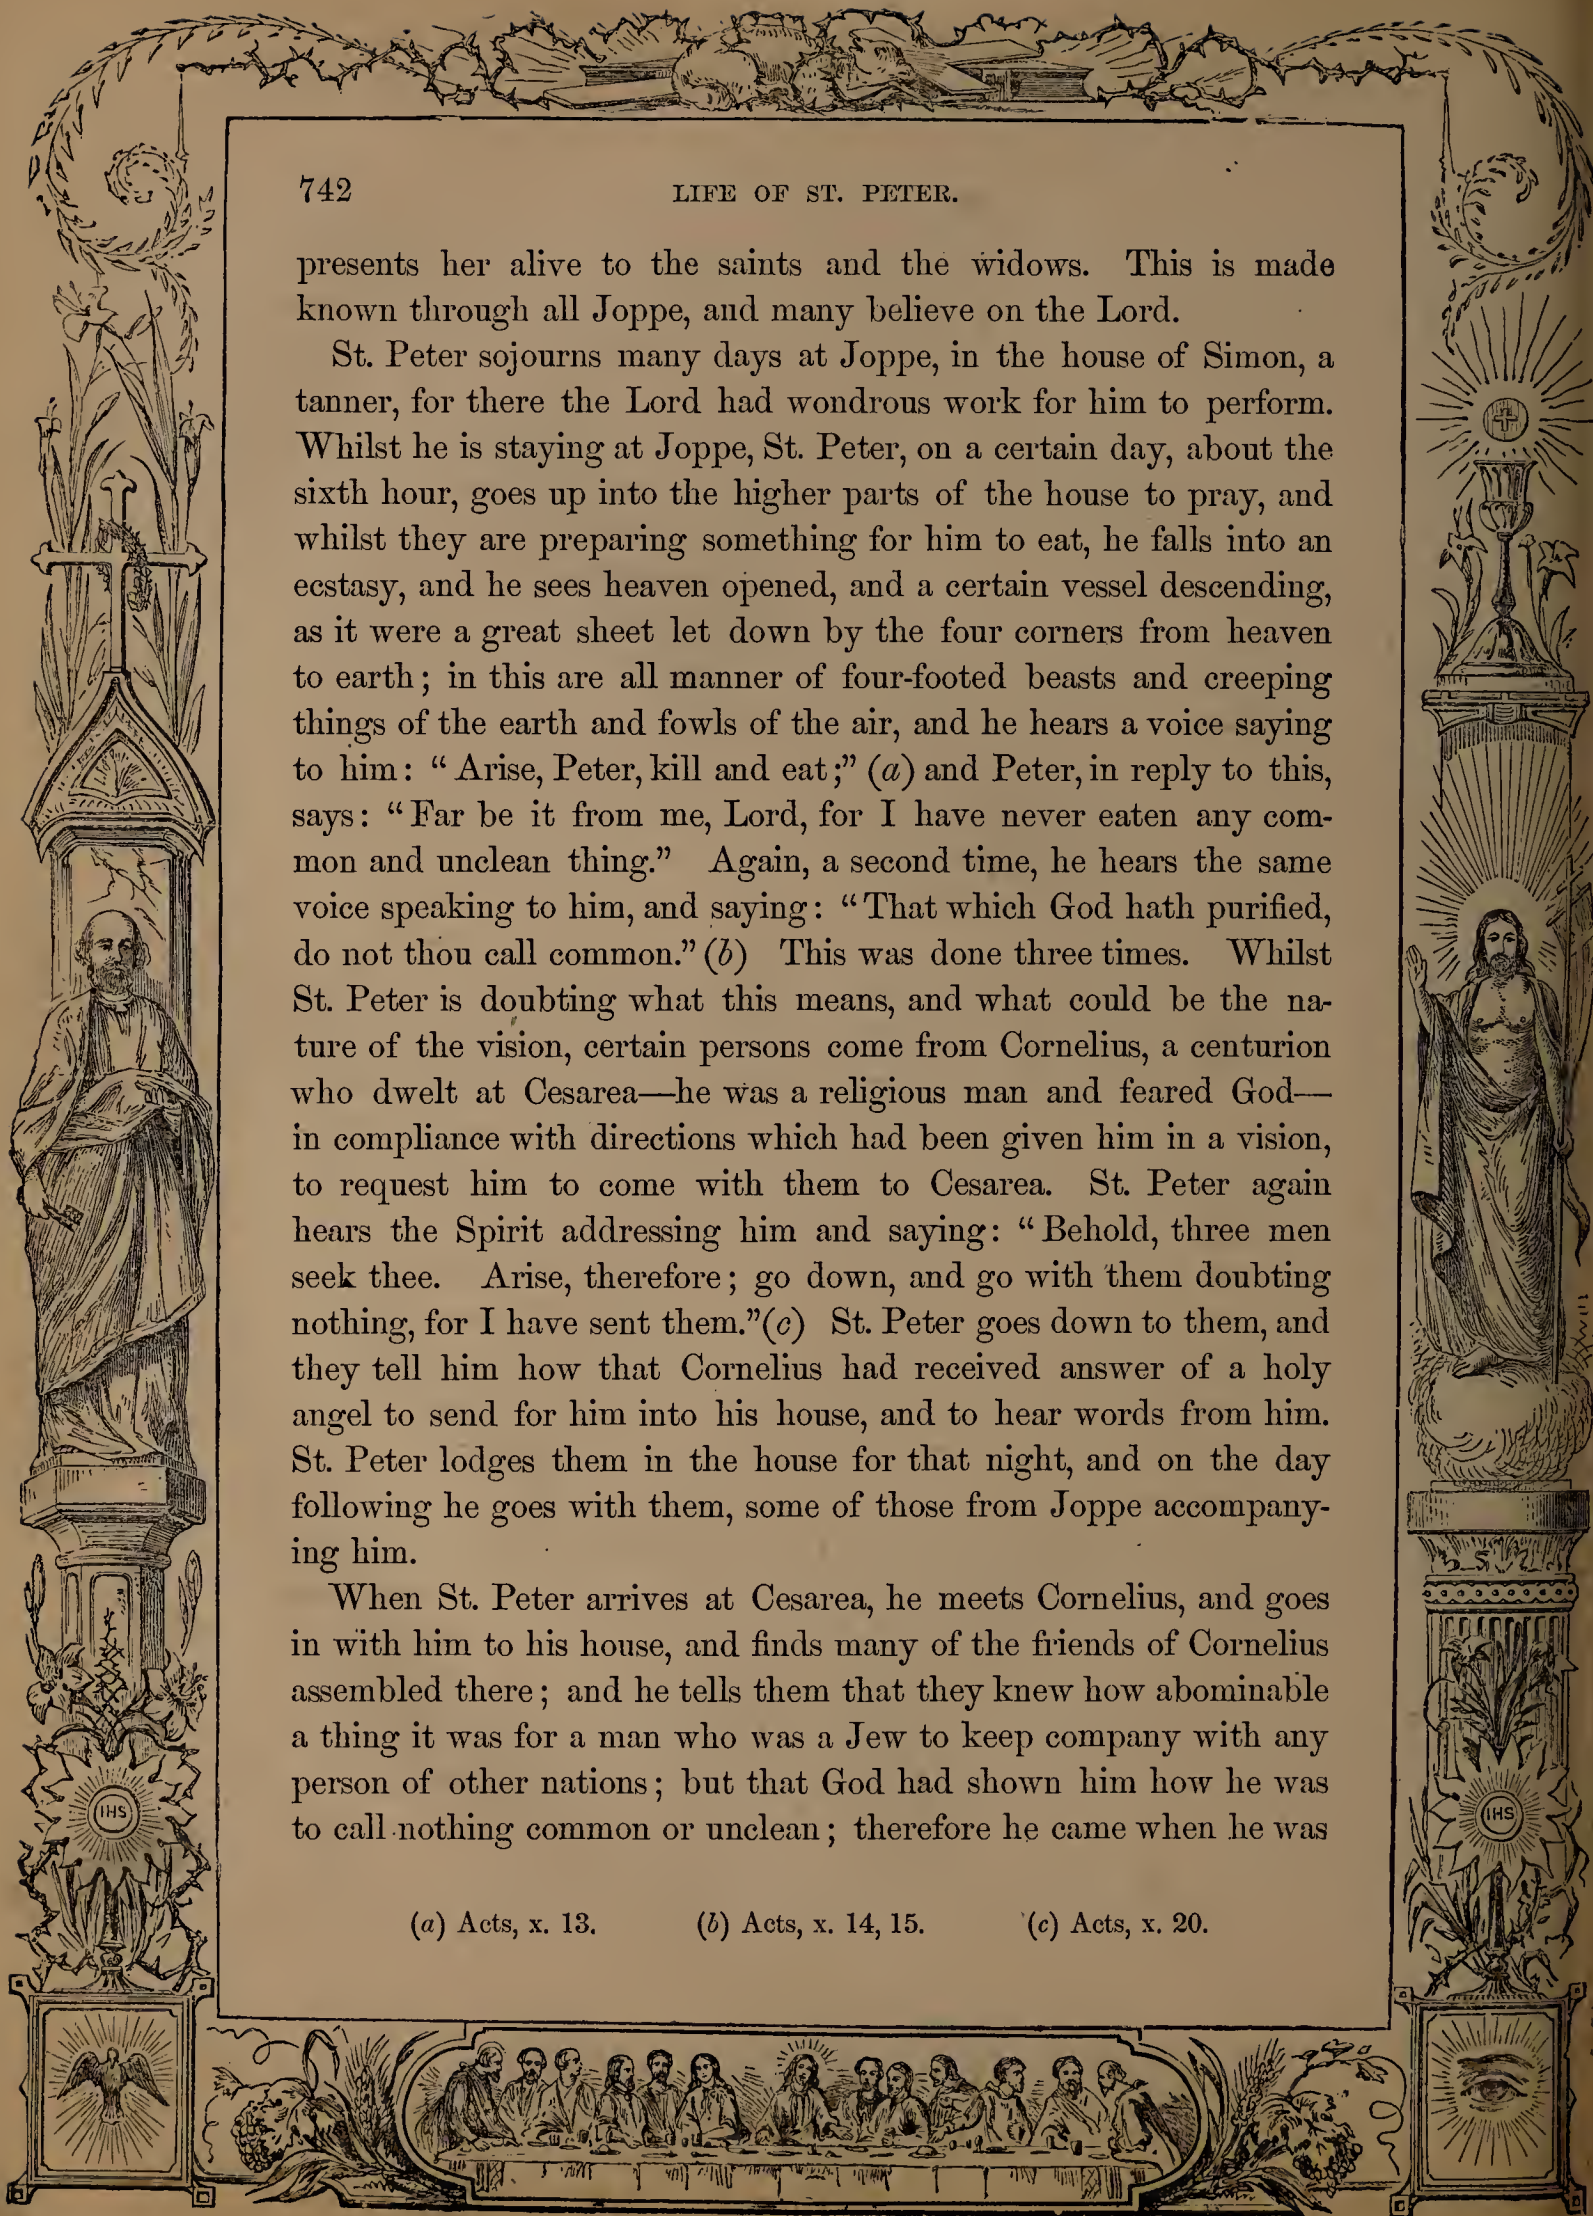 742 LIFE OF ST. PETER.
presents her alive to the saints and the widows. This is made
known through all Joppe, and many believe on the Lord.
St. Peter sojourns many days at Joppe, in the house of Simon, a
tanner, for there the Lord had wondrous work for him to perform.
Whilst he is staying at Joppe, St. Peter, on a certain day, about the
sixth hour, goes up into the higher parts of the house to pray, and
whilst they are preparing something for him to eat, he falls into an
ecstasy, and he sees heaven opened, and a certain vessel descending,
as it were a great sheet let down by the four corners from heaven
to earth; in this are all manner of four-footed beasts and creeping
things of the earth and fowls of the air, and he hears a voice saying
to him: “Arise, Peter, kill and eat;” (a) and Peter, in reply to this,
says: “Far be it from me, Lord, for I have never eaten any com-
mon and unclean thing.” Again, a second time, he hears the same
voice speaking to him, and saying: “That which God hath purified,
do not thou call common.” (b) This was done three times. Whilst
St. Peter is doubting what this means, and what could be the na-
ture of the vision, certain persons come from Cornelius, a centurion
who dwelt at Cesarea—he was a religious man and feared God—
in compliance with directions which had been given him in a vision,
to request him to come with them to Cesarea. St. Peter again
hears the Spirit addressing him and saying: “Behold, three men
seek thee. Arise, therefore; go down, and go with them doubting
nothing, for I have sent them.”(c) St. Peter goes down to them, and
they tell him how that Cornelius had received answer of a holy
angel to send for him into his house, and to hear words from him.
St. Peter lodges them in the house for that night, and on the day
following he goes with them, some of those from Joppe accompany-
ing him.
When St. Peter arrives at Cesarea, he meets Cornelius, and goes
in with him to his house, and finds many of the friends of Cornelius
assembled there; and he tells them that they knew how abominable
a thing it was for a man who was a Jew to keep company with any
person of other nations; but that God had shown him how he was
to call nothing common or unclean; therefore he came when he was
(a) Acts, x. 13. (b) Acts, x. 14, 15. (c) Acts, x. 20.
IHS
IHS